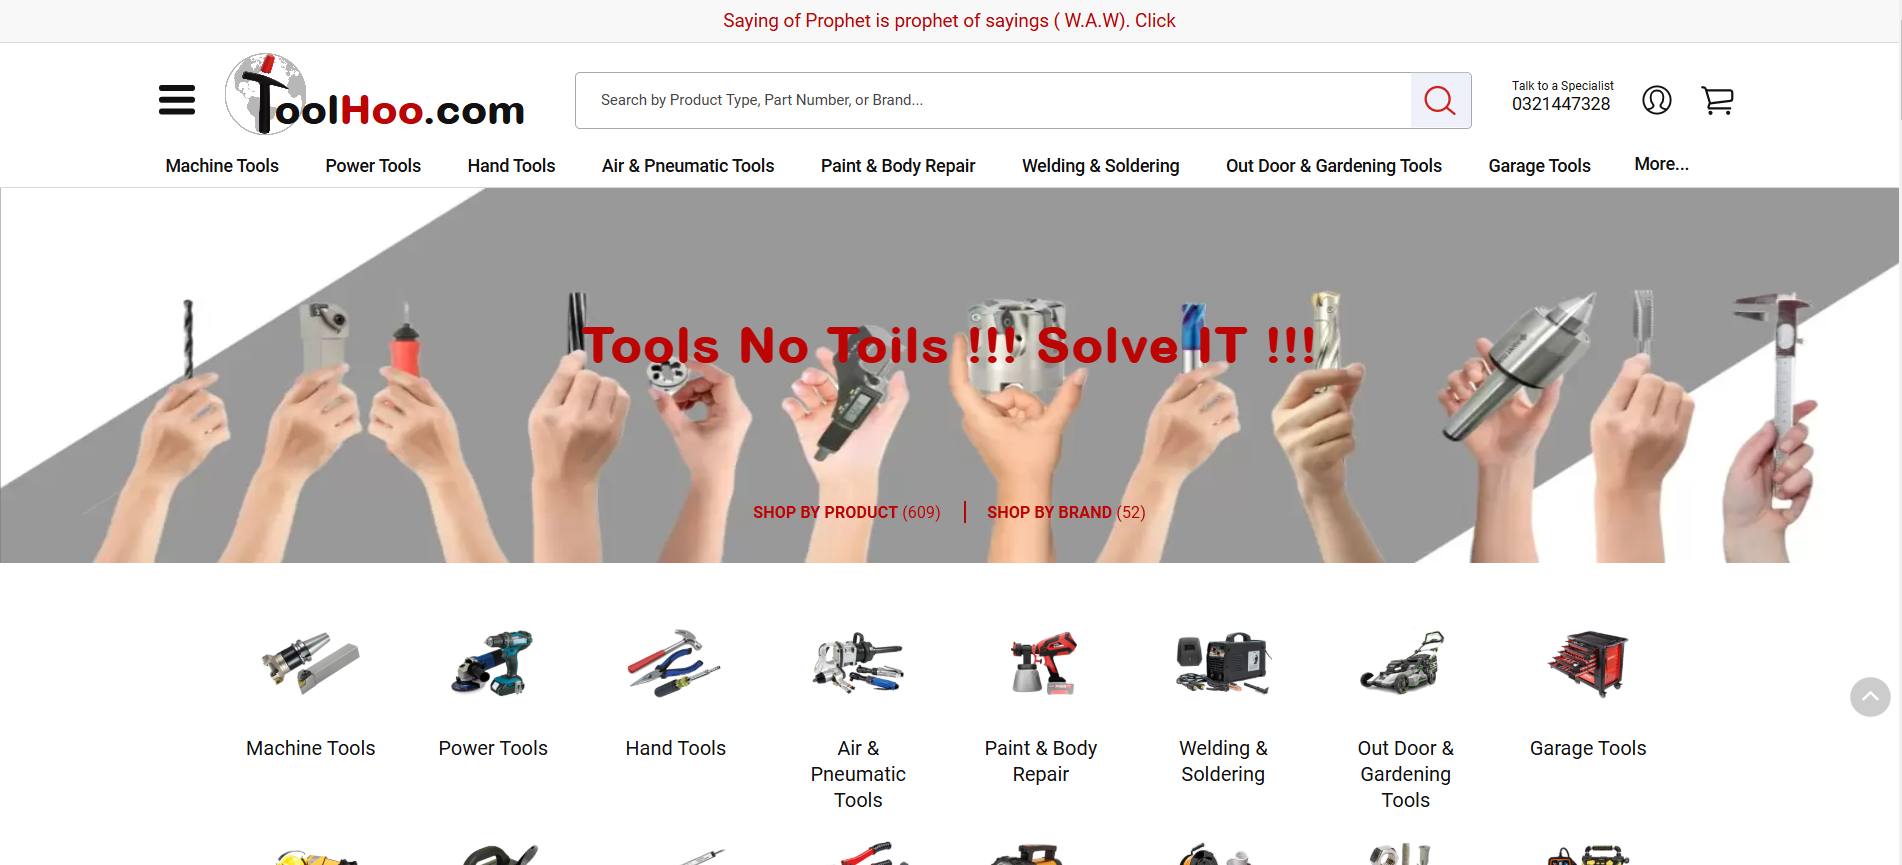 Saying of Prophet is prophet of sayings ( W.A.W). Click
ToolHoo.com
Search by Product Type, Part Number, or Brand...
Talk to a Specialist
0321447328
Machine Tools
Power Tools
Hand Tools
Air & Pneumatic Tools
Paint & Body Repair
Welding & Soldering
Out Door & Gardening Tools
Garage Tools
More...
Tools No Toils !!! Solve IT !!!
SHOP BY PRODUCT (609)
SHOP BY BRAND (52)
Machine Tools
Power Tools
Hand Tools
Air &
Pneumatic
Tools
Paint & Body
Repair
Welding &
Soldering
Out Door &
Gardening
Tools
Garage Tools